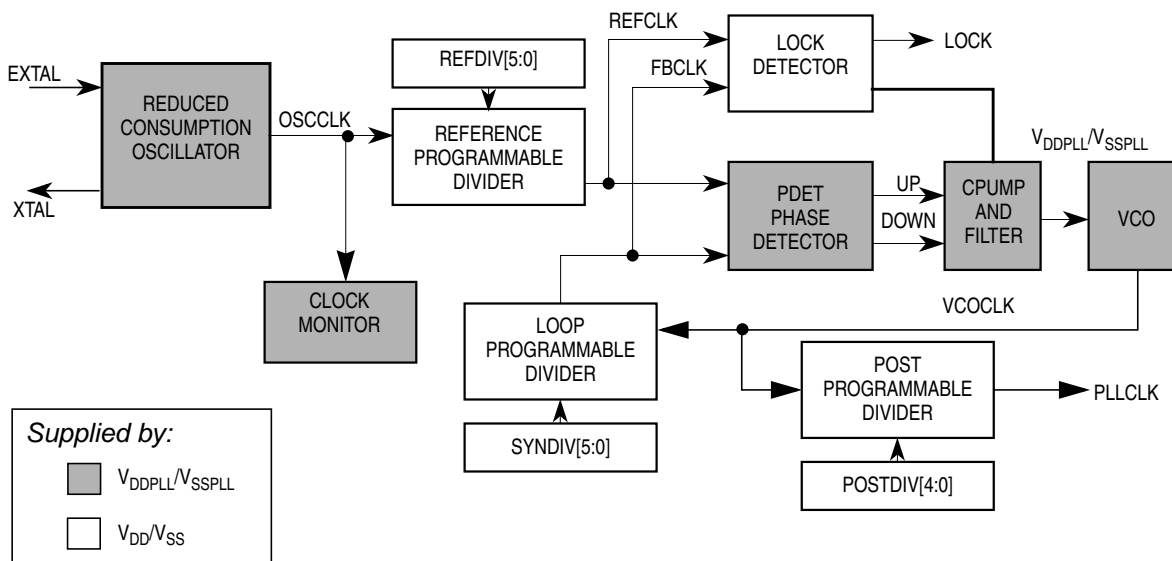 EXTAL
XTAL
REDUCED
CONSUMPTION
OSCILLATOR
OSCCLK
REFDIV[5:0]
REFERENCE
PROGRAMMABLE
DIVIDER
REFCLK
FBCLK
LOCK
DETECTOR
LOCK
PDET
PHASE
DETECTOR
UP
DOWN
CPUMP
AND
FILTER
VDDPLL/VSSPLL
VCO
CLOCK
MONITOR
LOOP
PROGRAMMABLE
DIVIDER
VCOCLK
SYNDIV[5:0]
POST
PROGRAMMABLE
DIVIDER
PLLCLK
POSTDIV[4:0]
Supplied by:
VDDPLL/VSSPLL
VDD/VSS